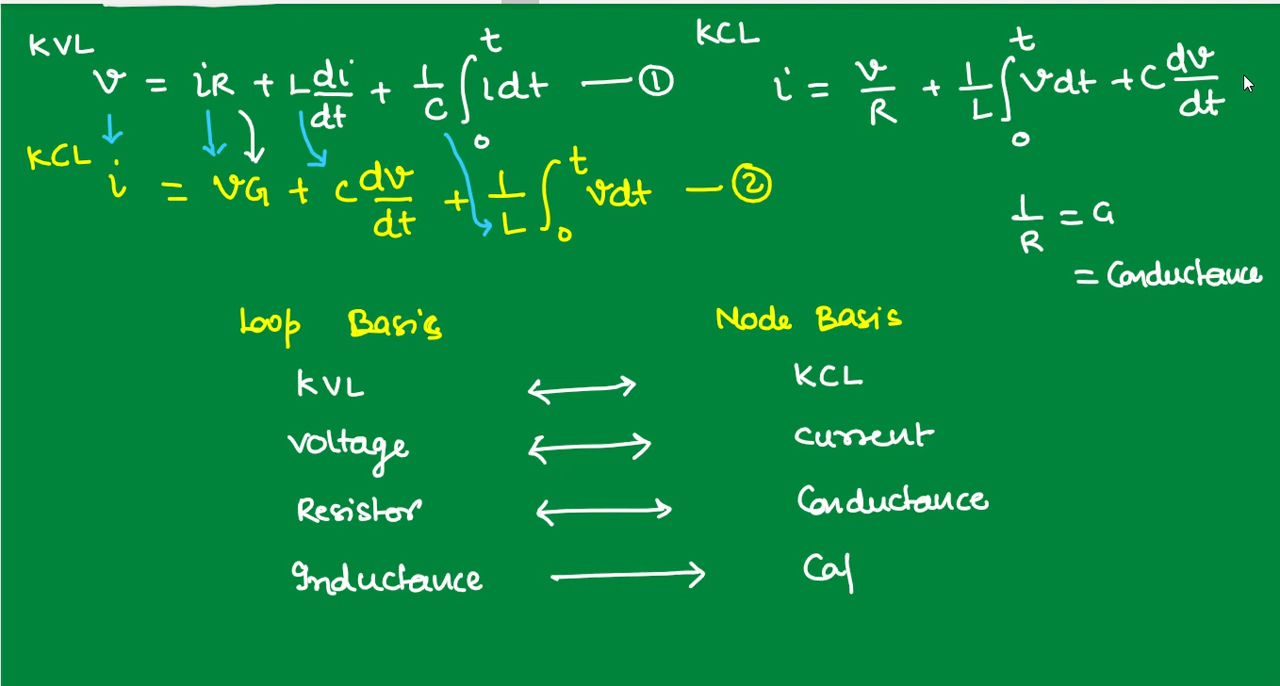 KVL
v = iR + L di/dt + 1/C ∫₀ᵗ i dt — ①
KCL
i = v/R + 1/L ∫₀ᵗ v dt + C dv/dt
KCL
i = vG + C dv/dt + 1/L ∫₀ᵗ v dt — ②
1/R = G
= Conductance
Loop Basis Node Basis
KVL ⟷ KCL
Voltage ⟷ current
Resistor ⟷ Conductance
Inductance ⟶ Cap